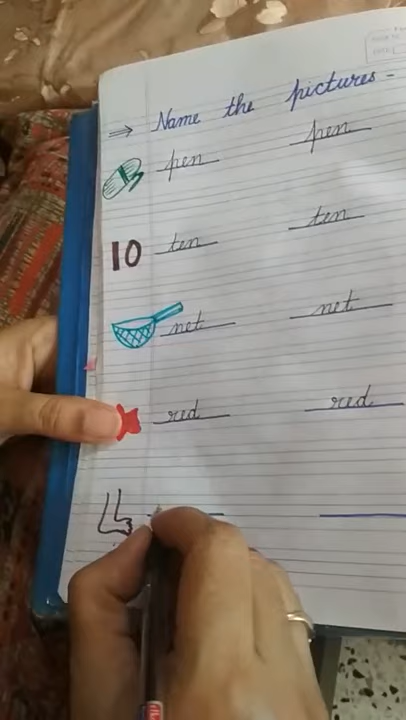 ⇒ Name the pictures -
pen pen
10 ten ten
net net
red red